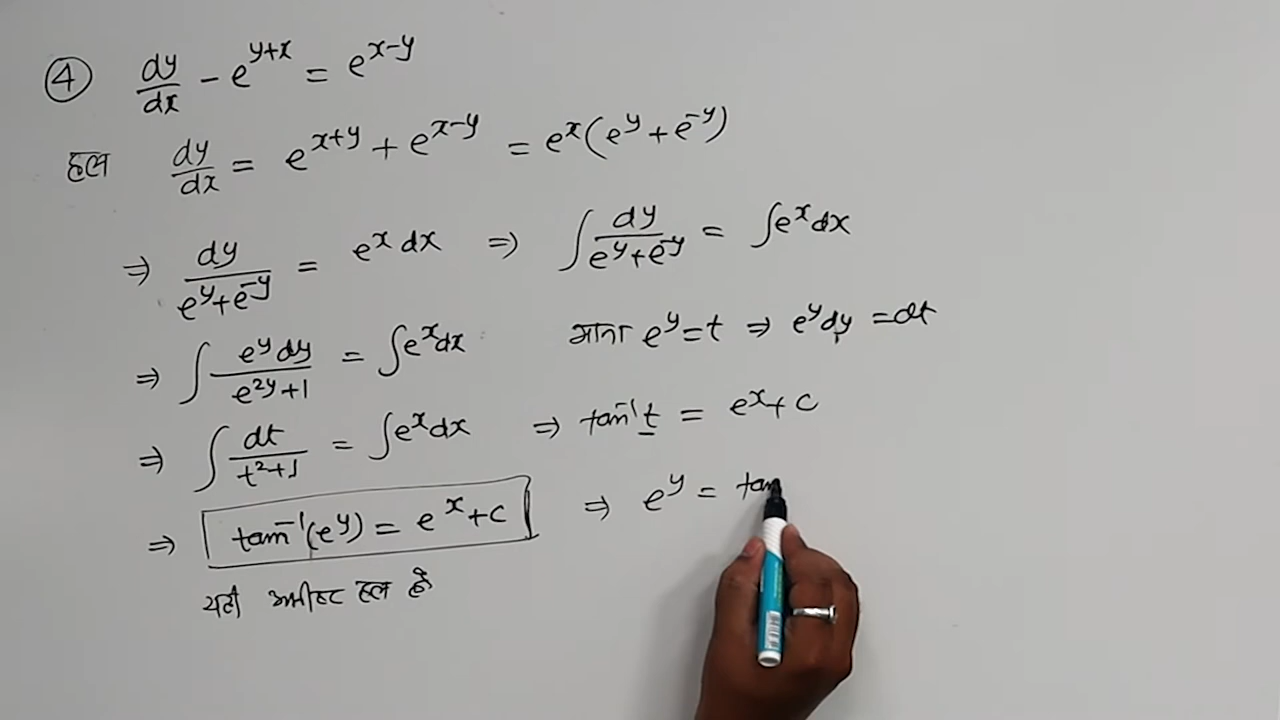 ④ dy/dx − e^{y+x} = e^{x−y}
हल dy/dx = e^{x+y} + e^{x−y} = e^x(e^y + e^{−y})
⇒ dy/(e^y+e^{−y}) = e^x dx ⇒ ∫dy/(e^y+e^{−y}) = ∫e^x dx
⇒ ∫e^y dy/(e^{2y}+1) = ∫e^x dx माना e^y = t ⇒ e^y dy = dt
⇒ ∫dt/(t²+1) = ∫e^x dx ⇒ tan^{−1} t = e^x + c
⇒ tan^{−1}(e^y) = e^x + c ⇒ e^y = tan
यही अभीष्ट हल है